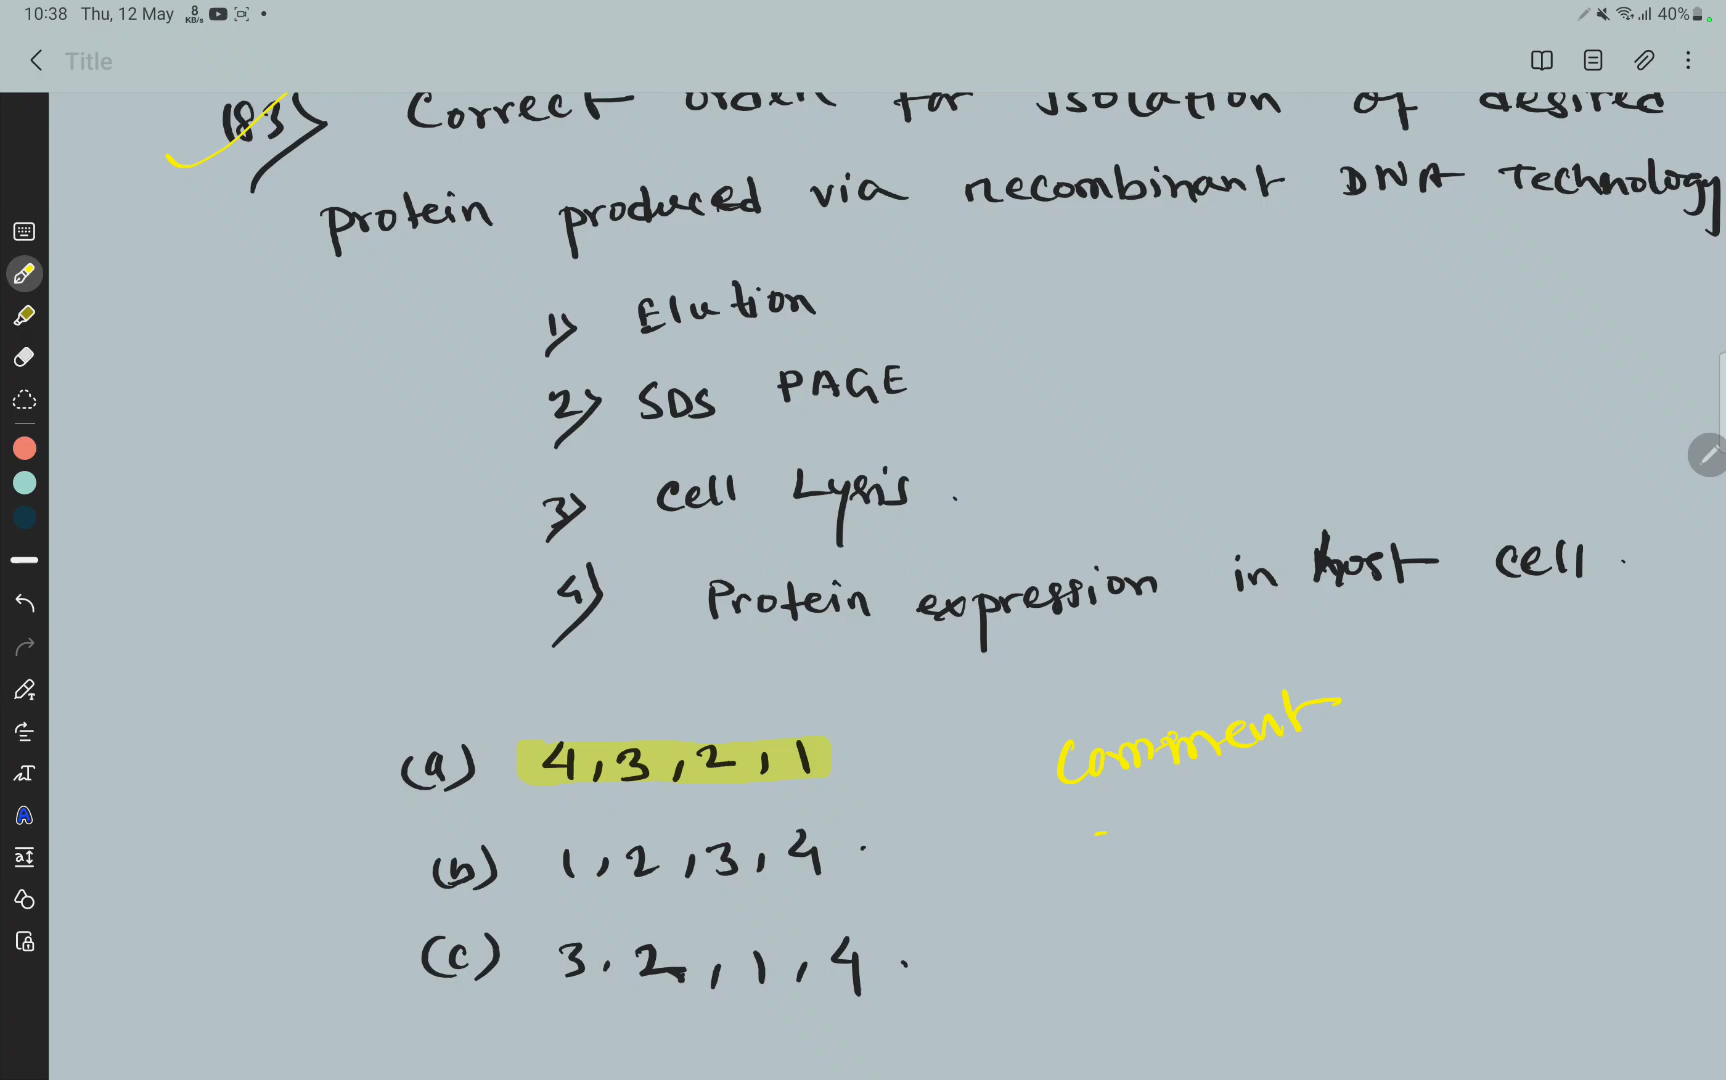 10:38 Thu, 12 May 8 KB/s 40%
Title
183) Correct order for Isolation of desired
protein produced via recombinant DNA Technology
1) Elution
2) SDS PAGE
3) cell Lysis.
4) Protein expression in host cell.
(a) 4, 3, 2, 1
comment
(b) 1, 2, 3, 4.
(c) 3, 2, 1, 4.